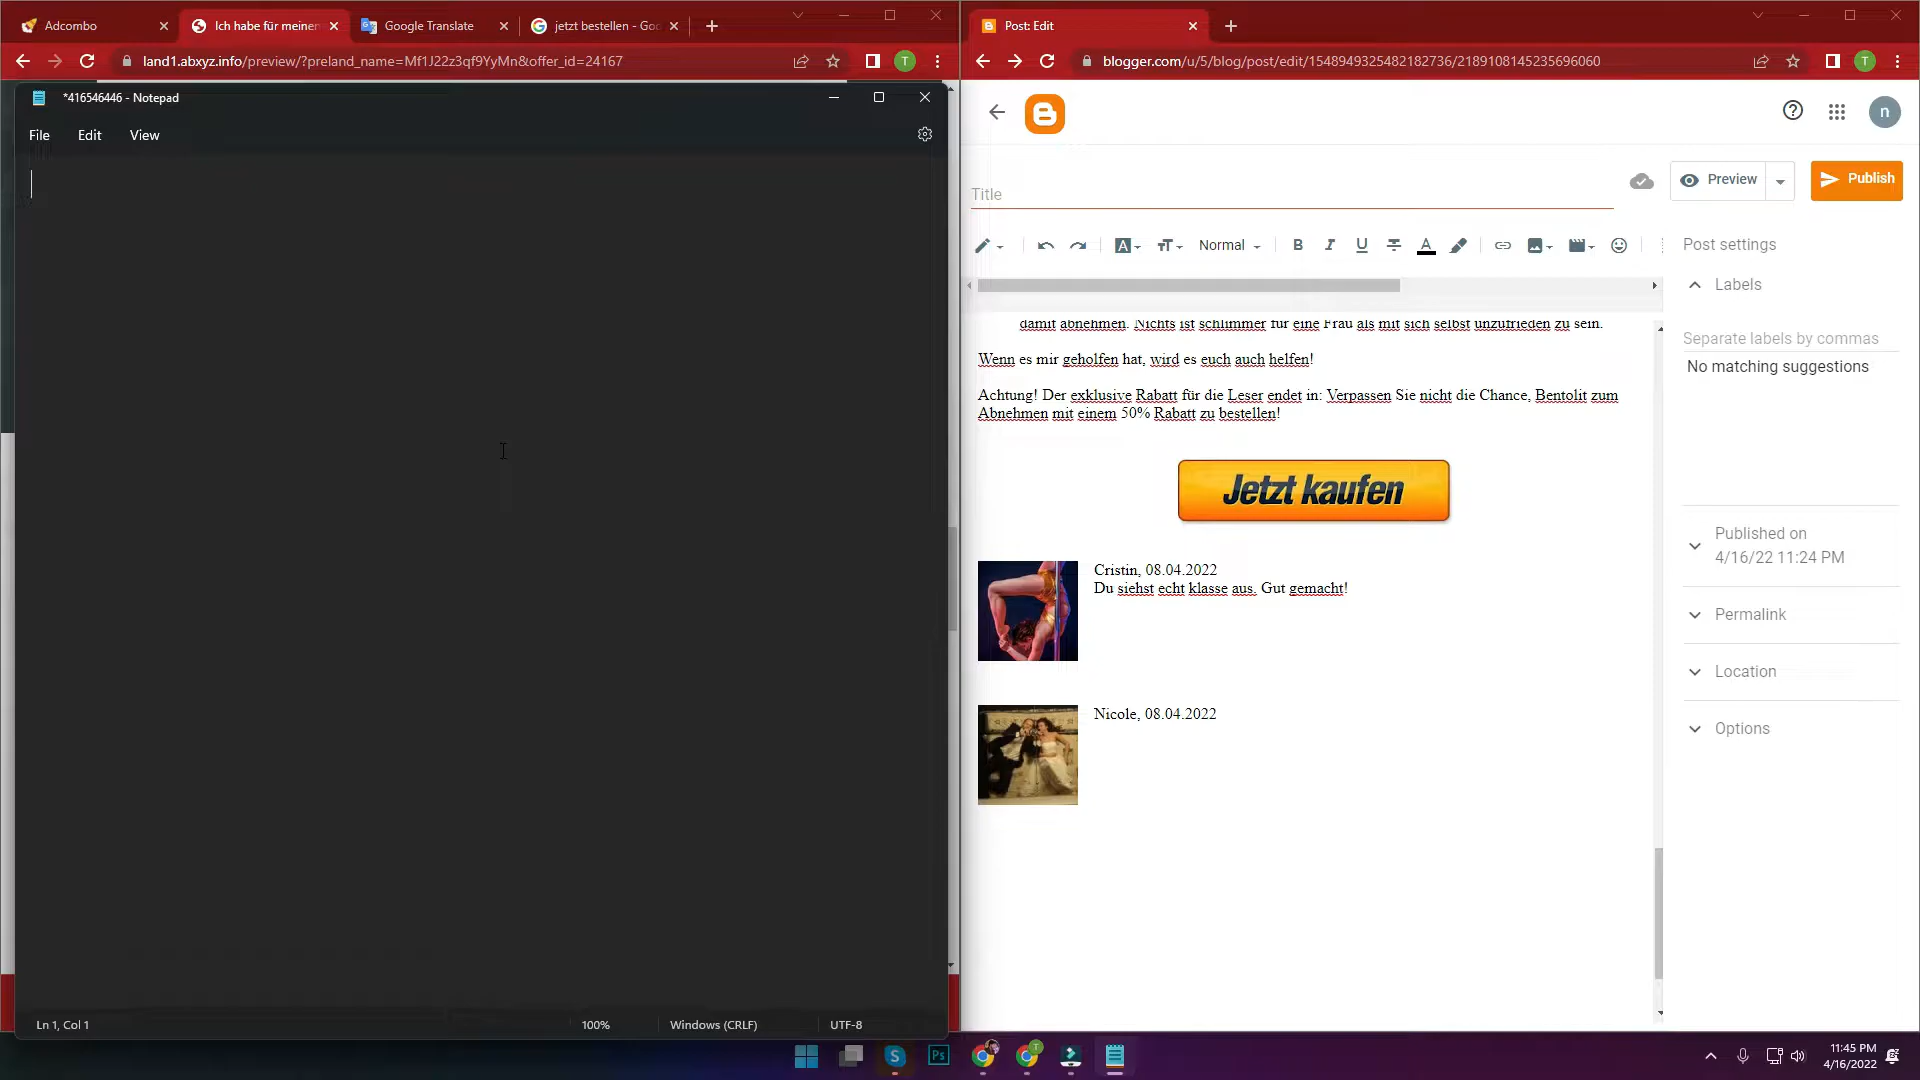 Adcombo
Ich habe für meinen
Google Translate
jetzt bestellen - Goo
Post: Edit
land1.abxyz.info/preview/?preland_name=Mf1J22z3qf9YyMn&offer_id=24167
T
blogger.com/u/5/blog/post/edit/1548949325482182736/2189108145235696060
T
*416546446 - Notepad
File
Edit
View
n
Title
Preview
Publish
Normal
B
I
U
A
Post settings
Labels
Separate labels by commas
No matching suggestions
damit abnehmen. Nichts ist schlimmer für eine Frau als mit sich selbst unzufrieden zu sein.
Wenn es mir geholfen hat, wird es euch auch helfen!
Achtung! Der exklusive Rabatt für die Leser endet in: Verpassen Sie nicht die Chance, Bentolit zum
Abnehmen mit einem 50% Rabatt zu bestellen!
Jetzt kaufen
Published on
4/16/22 11:24 PM
Cristin, 08.04.2022
Du siehst echt klasse aus. Gut gemacht!
Permalink
Location
Nicole, 08.04.2022
Options
Ln 1, Col 1
100%
Windows (CRLF)
UTF-8
S
Ps
T
11:45 PM
4/16/2022